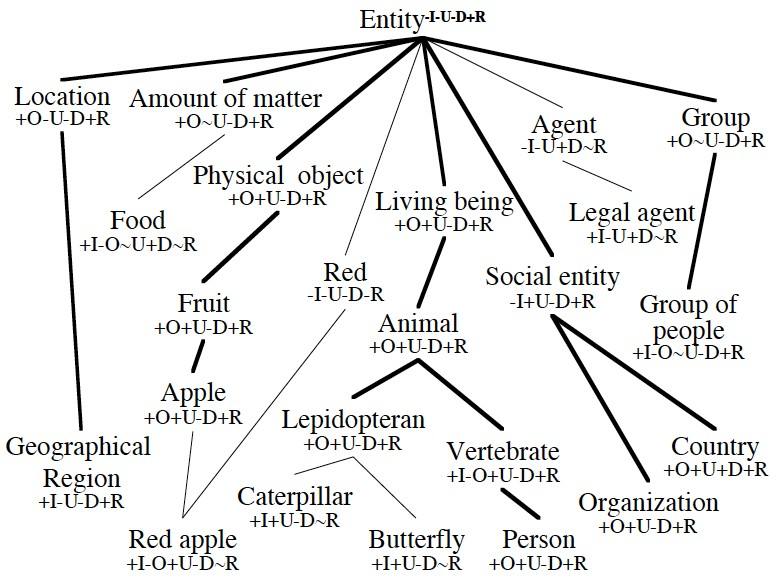 Entity-I-U-D+R
Location
+O-U-D+R
Amount of matter
+O~U-D+R
Agent
-I-U+D~R
Group
+O~U-D+R
Physical object
+O+U-D+R
Living being
+O+U-D+R
Food
+I-O~U+D~R
Legal agent
+I-U+D~R
Red
-I-U-D-R
Social entity
-I+U-D+R
Fruit
+O+U-D+R
Group of
people
+I-O~U-D+R
Animal
+O+U-D+R
Apple
+O+U-D+R
Lepidopteran
+O+U-D+R
Geographical
Region
+I-U-D+R
Vertebrate
+I-O+U-D+R
Country
+O+U+D+R
Caterpillar
+I+U-D~R
Organization
+O+U-D+R
Red apple
+I-O+U-D~R
Butterfly
+I+U-D~R
Person
+O+U-D+R